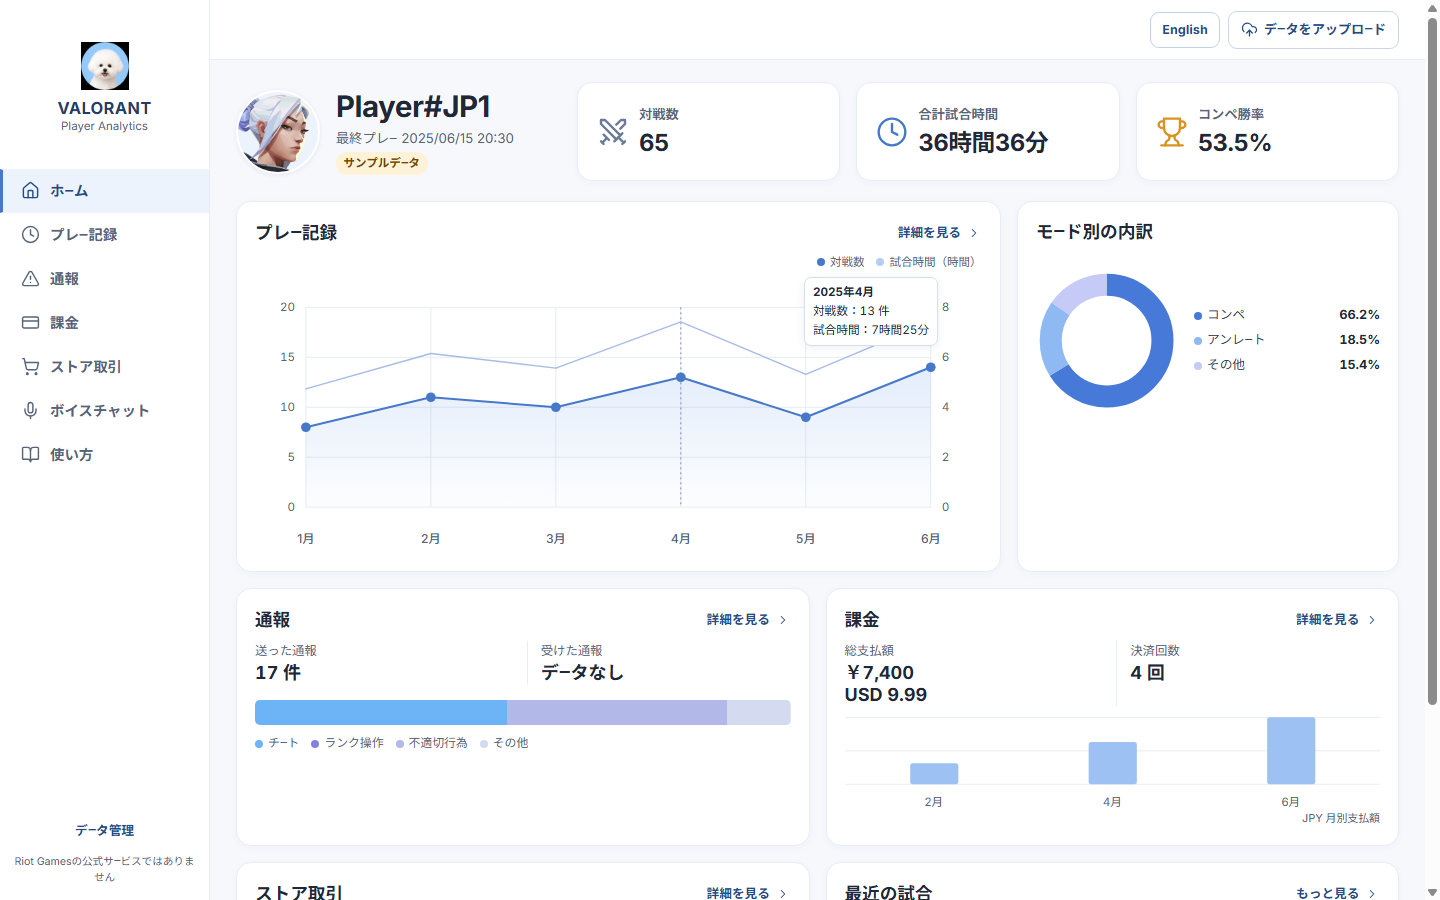 VALORANT
Player Analytics
ホーム
プレー記録
通報
課金
ストア取引
ボイスチャット
使い方
データ管理
Riot Gamesの公式サービスではありま
せん
English
データをアップロード
Player#JP1
最終プレー 2025/06/15 20:30
サンプルデータ
対戦数
65
合計試合時間
36時間36分
コンペ勝率
53.5%
プレー記録
詳細を見る
対戦数 試合時間（時間）
2025年4月
対戦数：13 件
試合時間：7時間25分
20
15
10
5
0
8
6
4
2
0
1月 2月 3月 4月 5月 6月
モード別の内訳
コンペ 66.2%
アンレート 18.5%
その他 15.4%
通報
詳細を見る
送った通報
17 件
受けた通報
データなし
チート ランク操作 不適切行為 その他
課金
詳細を見る
総支払額
￥7,400
USD 9.99
決済回数
4 回
2月 4月 6月
JPY 月別支払額
ストア取引
詳細を見る
最近の試合
もっと見る